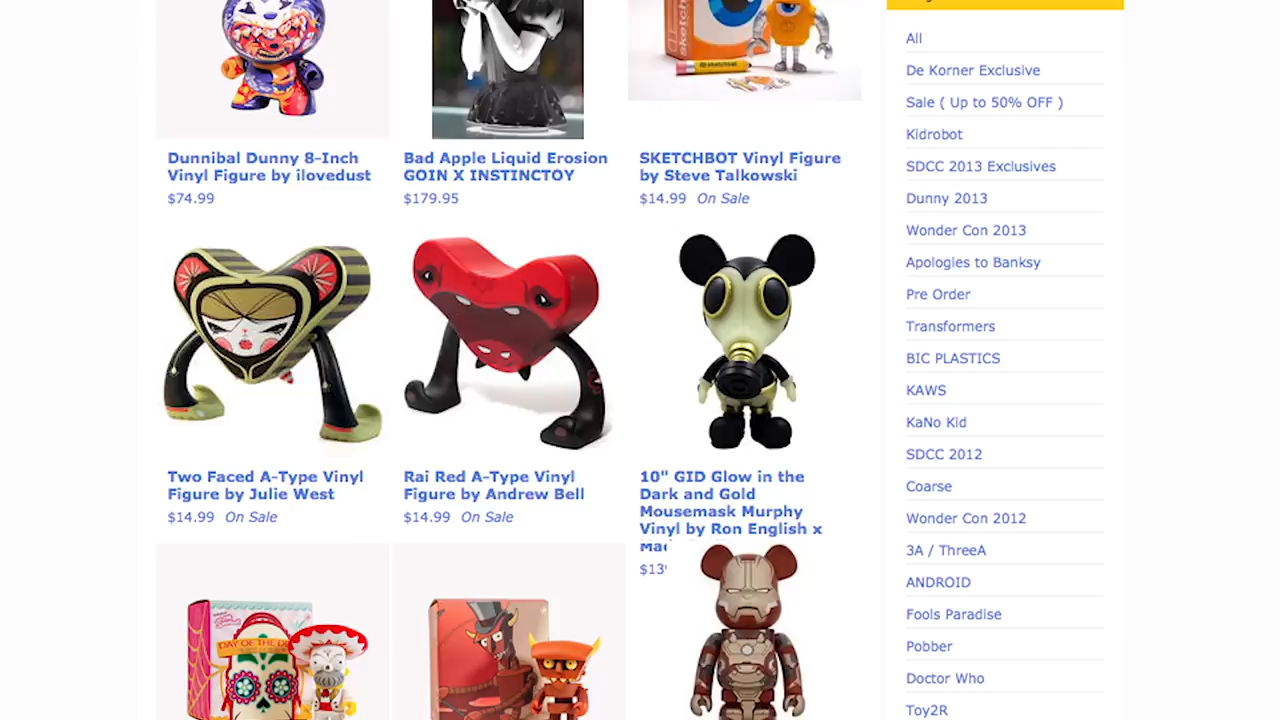 Dunnibal Dunny 8-Inch
Vinyl Figure by ilovedust
$74.99
Bad Apple Liquid Erosion
GOIN X INSTINCTOY
$179.95
sketch
SKETCHBOT Vinyl Figure
by Steve Talkowski
$14.99 On Sale
Two Faced A-Type Vinyl
Figure by Julie West
$14.99 On Sale
Rai Red A-Type Vinyl
Figure by Andrew Bell
$14.99 On Sale
10" GID Glow in the
Dark and Gold
Mousemask Murphy
Vinyl by Ron English x
DAY OF THE
All
De Korner Exclusive
Sale ( Up to 50% OFF )
Kidrobot
SDCC 2013 Exclusives
Dunny 2013
Wonder Con 2013
Apologies to Banksy
Pre Order
Transformers
BIC PLASTICS
KAWS
KaNo Kid
SDCC 2012
Coarse
Wonder Con 2012
3A / ThreeA
ANDROID
Fools Paradise
Pobber
Doctor Who
Toy2R